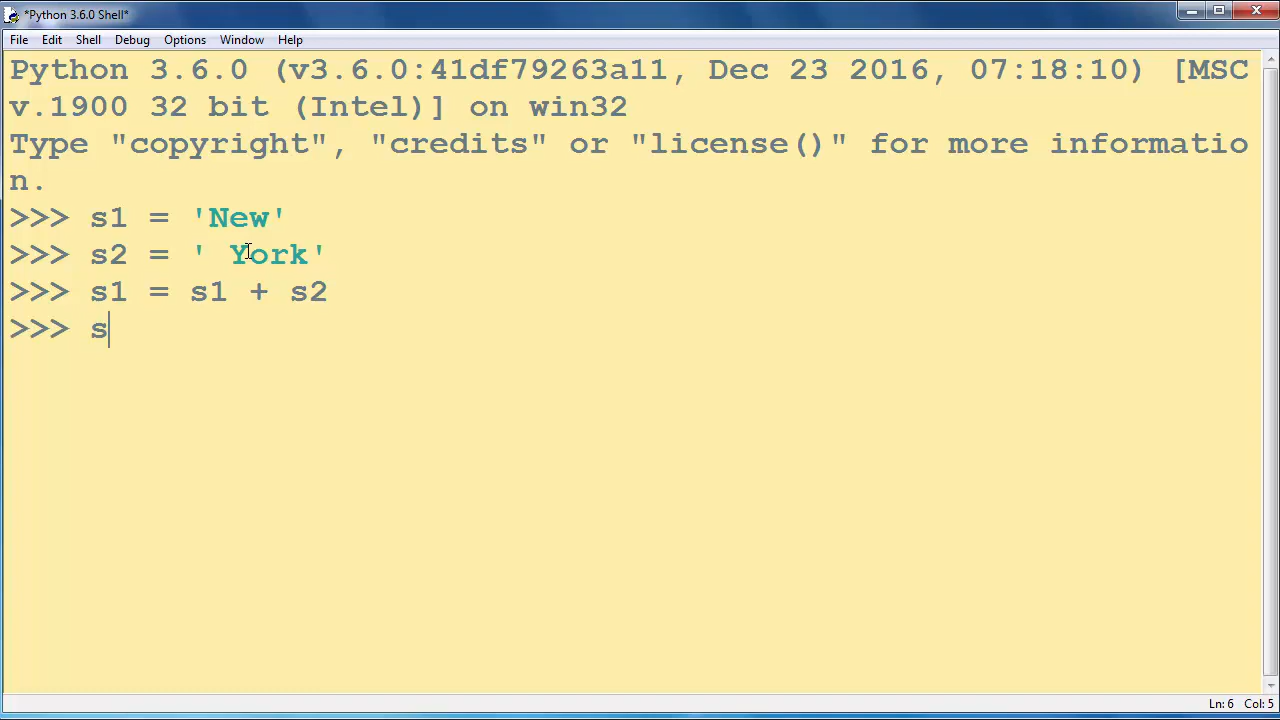 *Python 3.6.0 Shell*
File Edit Shell Debug Options Window Help
Python 3.6.0 (v3.6.0:41df79263a11, Dec 23 2016, 07:18:10) [MSC
v.1900 32 bit (Intel)] on win32
Type "copyright", "credits" or "license()" for more informatio
n.
>>> s1 = 'New'
>>> s2 = ' York'
>>> s1 = s1 + s2
>>> s
Ln: 6 Col: 5